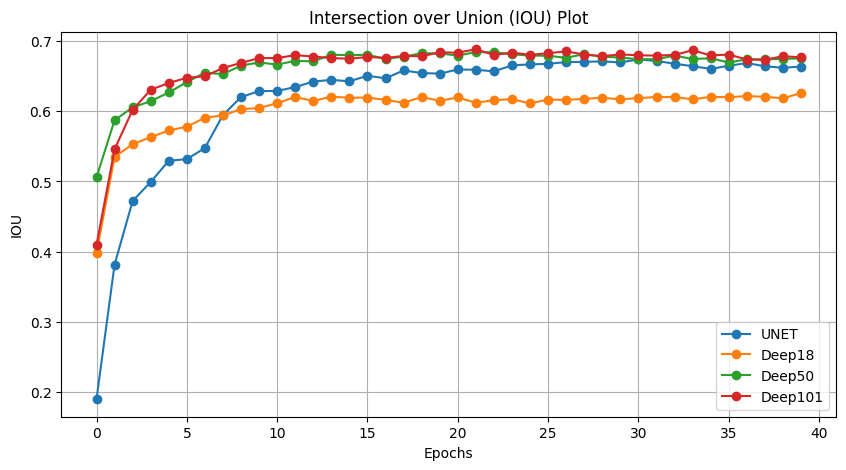 Intersection over Union (IOU) Plot
0.7
0.6
0.5
0.4
0.3
0.2
IOU
0 5 10 15 20 25 30 35 40
Epochs
UNET
Deep18
Deep50
Deep101